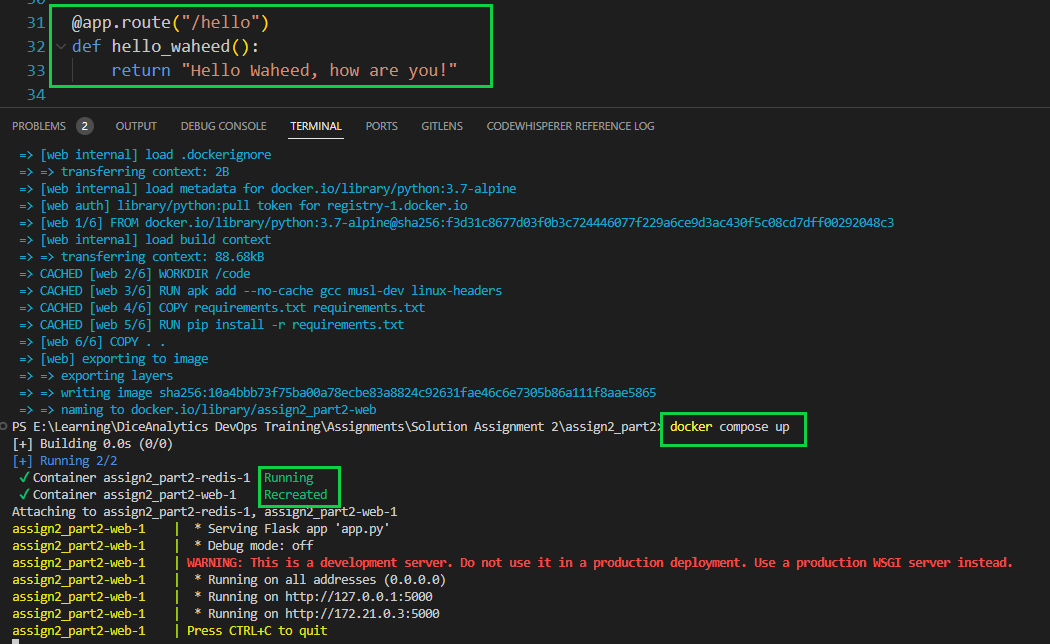 31 @app.route("/hello")
32 def hello_waheed():
33 return "Hello Waheed, how are you!"
34
PROBLEMS 2 OUTPUT DEBUG CONSOLE TERMINAL PORTS GITLENS CODEWHISPERER REFERENCE LOG
=> [web internal] load .dockerignore
=> => transferring context: 2B
=> [web internal] load metadata for docker.io/library/python:3.7-alpine
=> [web auth] library/python:pull token for registry-1.docker.io
=> [web 1/6] FROM docker.io/library/python:3.7-alpine@sha256:f3d31c8677d03f0b3c724446077f229a6ce9d3ac430f5c08cd7dff00292048c3
=> [web internal] load build context
=> => transferring context: 88.68kB
=> CACHED [web 2/6] WORKDIR /code
=> CACHED [web 3/6] RUN apk add --no-cache gcc musl-dev linux-headers
=> CACHED [web 4/6] COPY requirements.txt requirements.txt
=> CACHED [web 5/6] RUN pip install -r requirements.txt
=> [web 6/6] COPY . .
=> [web] exporting to image
=> => exporting layers
=> => writing image sha256:10a4bbb73f75ba00a78ecbe83a8824c92631fae46c6e7305b86a111f8aae5865
=> => naming to docker.io/library/assign2_part2-web
PS E:\Learning\DiceAnalytics DevOps Training\Assignments\Solution Assignment 2\assign2_part2> docker compose up
[+] Building 0.0s (0/0)
[+] Running 2/2
✓ Container assign2_part2-redis-1 Running
✓ Container assign2_part2-web-1 Recreated
Attaching to assign2_part2-redis-1, assign2_part2-web-1
assign2_part2-web-1 | * Serving Flask app 'app.py'
assign2_part2-web-1 | * Debug mode: off
assign2_part2-web-1 | WARNING: This is a development server. Do not use it in a production deployment. Use a production WSGI server instead.
assign2_part2-web-1 | * Running on all addresses (0.0.0.0)
assign2_part2-web-1 | * Running on http://127.0.0.1:5000
assign2_part2-web-1 | * Running on http://172.21.0.3:5000
assign2_part2-web-1 | Press CTRL+C to quit